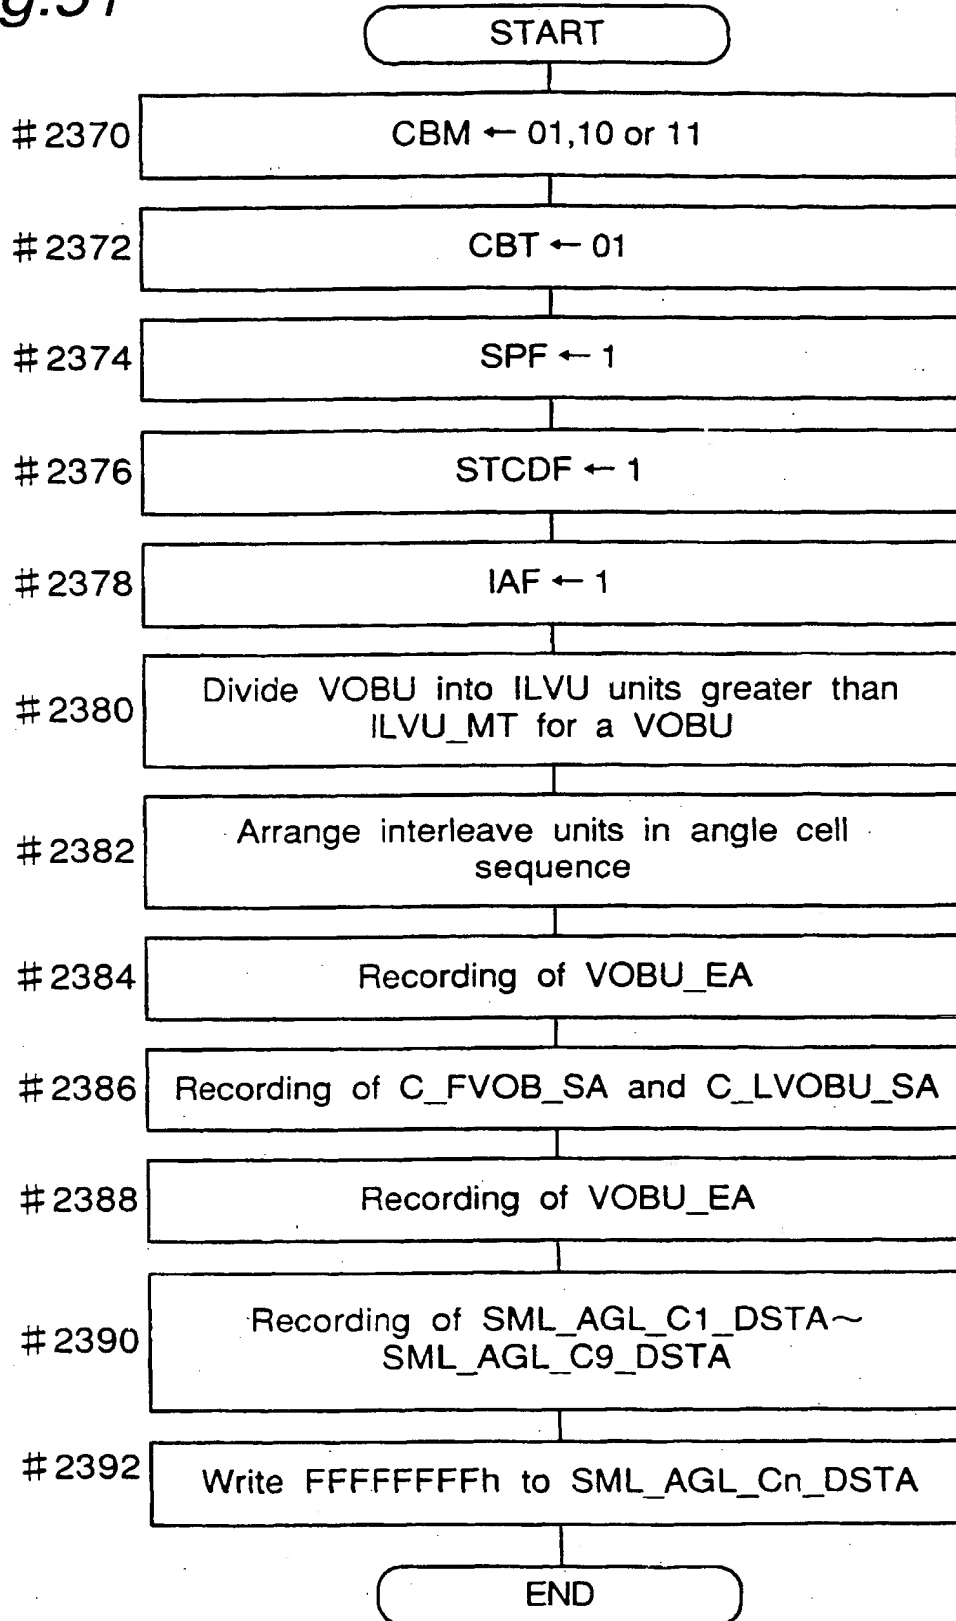 g.51
START
#2370 CBM ← 01,10 or 11
#2372 CBT ← 01
#2374 SPF ← 1
#2376 STCDF ← 1
#2378 IAF ← 1
#2380 Divide VOBU into ILVU units greater than
ILVU_MT for a VOBU
#2382 Arrange interleave units in angle cell
sequence
#2384 Recording of VOBU_EA
#2386 Recording of C_FVOB_SA and C_LVOBU_SA
#2388 Recording of VOBU_EA
#2390 Recording of SML_AGL_C1_DSTA~
SML_AGL_C9_DSTA
#2392 Write FFFFFFFFh to SML_AGL_Cn_DSTA
END